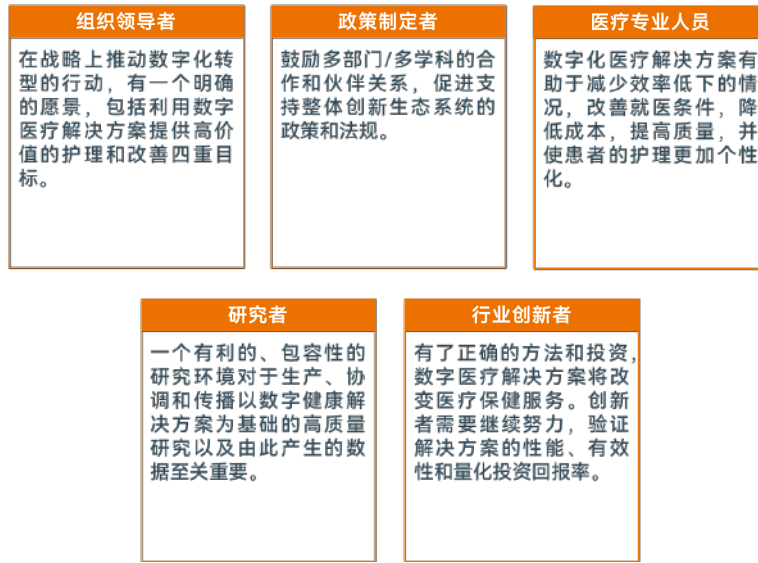 组织领导者
在战略上推动数字化转
型的行动，有一个明确
的愿景，包括利用数字
医疗解决方案提供高价
值的护理和改善四重目
标。
政策制定者
鼓励多部门/多学科的合
作和伙伴关系，促进支
持整体创新生态系统的
政策和法规。
医疗专业人员
数字化医疗解决方案有
助于减少效率低下的情
况，改善就医条件，降
低成本，提高质量，并
使患者的护理更加个性
化。
研究者
一个有利的、包容性的
研究环境对于生产、协
调和传播以数字健康解
决方案为基础的高质量
研究以及由此产生的数
据至关重要。
行业创新者
有了正确的方法和投资，
数字医疗解决方案将改
变医疗保健服务。创新
者需要继续努力，验证
解决方案的性能、有效
性和量化投资回报率。